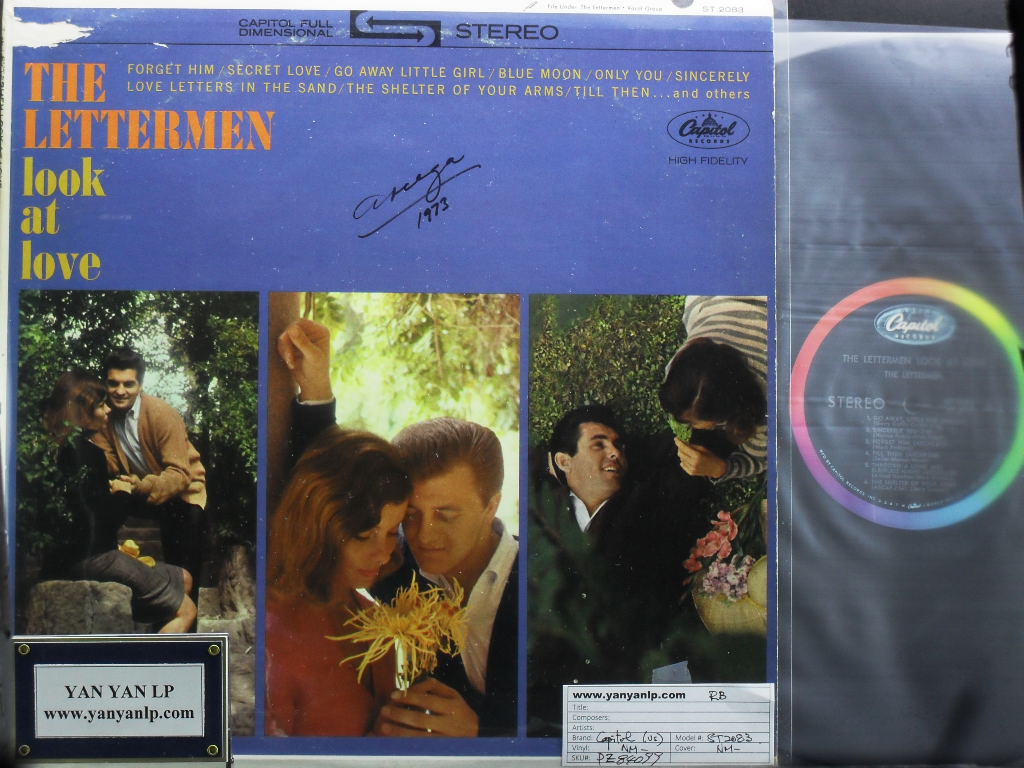 File Under: The Lettermen • Vocal Group
ST 2083
CAPITOL FULL
DIMENSIONAL
STEREO
THE
LETTERMEN
look
at
love
FORGET HIM / SECRET LOVE / GO AWAY LITTLE GIRL / BLUE MOON / ONLY YOU / SINCERELY
LOVE LETTERS IN THE SAND / THE SHELTER OF YOUR ARMS / TILL THEN...and others
Capitol
RECORDS
HIGH FIDELITY
1973
Capitol
RECORDS
THE LETTERMEN LOOK AT
THE LETTERMEN
STEREO
YAN YAN LP
www.yanyanlp.com
www.yanyanlp.com RB
Title:
Composers:
Artists:
Brand: Capitol (US) Model #: ST2083
Vinyl: NM- Cover: NM-
SKU#: